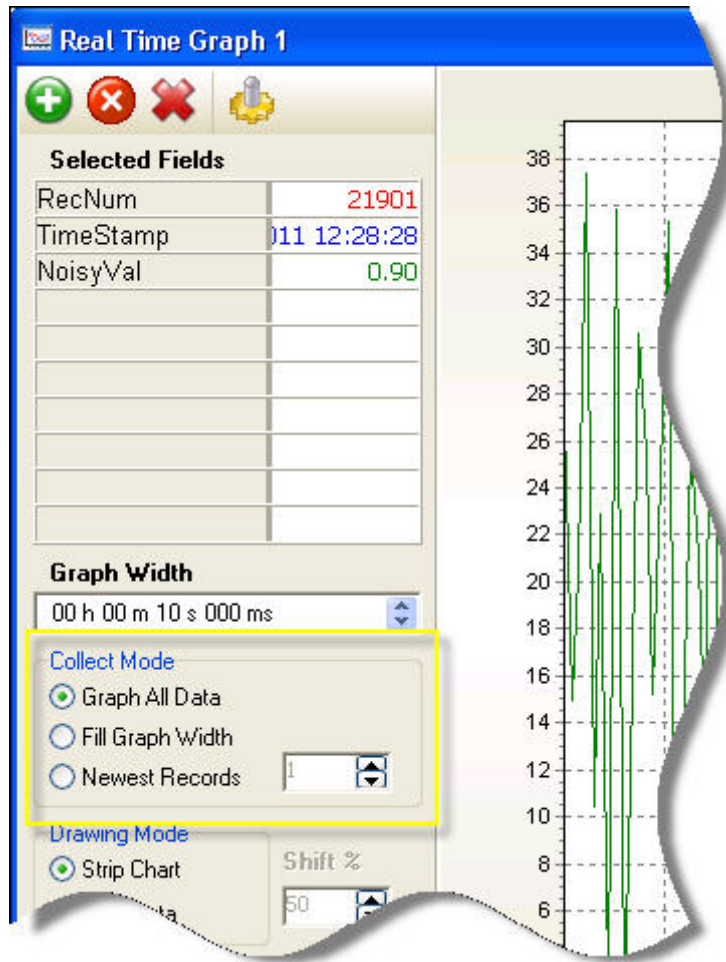 Real Time Graph 1
Selected Fields
RecNum 21901
TimeStamp 011 12:28:28
NoisyVal 0.90
Graph Width
00 h 00 m 10 s 000 ms
Collect Mode
Graph All Data
Fill Graph Width
Newest Records 1
Drawing Mode
Strip Chart
Shift %
50
38
36
34
32
30
28
26
24
22
20
18
16
14
12
10
8
6